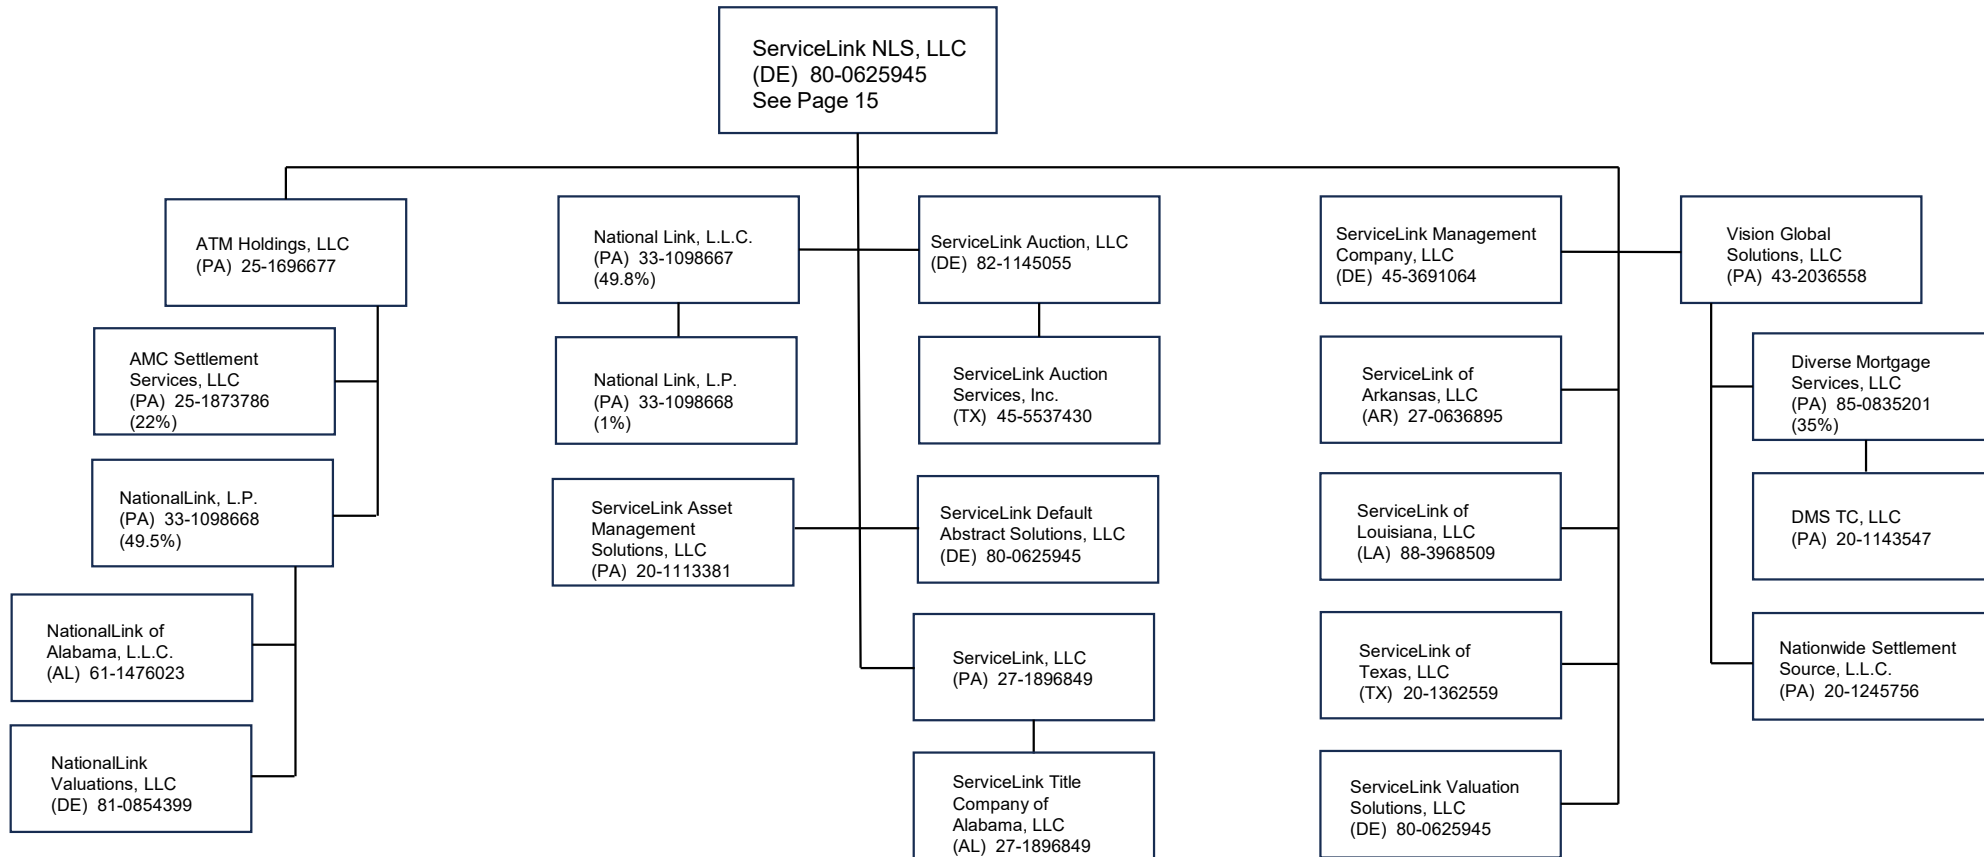 ServiceLink NLS, LLC
(DE) 80-0625945
See Page 15
ATM Holdings, LLC
(PA) 25-1696677
AMC Settlement
Services, LLC
(PA) 25-1873786
(22%)
NationalLink, L.P.
(PA) 33-1098668
(49.5%)
NationalLink of
Alabama, L.L.C.
(AL) 61-1476023
NationalLink
Valuations, LLC
(DE) 81-0854399
National Link, L.L.C.
(PA) 33-1098667
(49.8%)
National Link, L.P.
(PA) 33-1098668
(1%)
ServiceLink Asset
Management
Solutions, LLC
(PA) 20-1113381
ServiceLink Auction, LLC
(DE) 82-1145055
ServiceLink Auction
Services, Inc.
(TX) 45-5537430
ServiceLink Default
Abstract Solutions, LLC
(DE) 80-0625945
ServiceLink, LLC
(PA) 27-1896849
ServiceLink Title
Company of
Alabama, LLC
(AL) 27-1896849
ServiceLink Management
Company, LLC
(DE) 45-3691064
ServiceLink of
Arkansas, LLC
(AR) 27-0636895
ServiceLink of
Louisiana, LLC
(LA) 88-3968509
ServiceLink of
Texas, LLC
(TX) 20-1362559
ServiceLink Valuation
Solutions, LLC
(DE) 80-0625945
Vision Global
Solutions, LLC
(PA) 43-2036558
Diverse Mortgage
Services, LLC
(PA) 85-0835201
(35%)
DMS TC, LLC
(PA) 20-1143547
Nationwide Settlement
Source, L.L.C.
(PA) 20-1245756